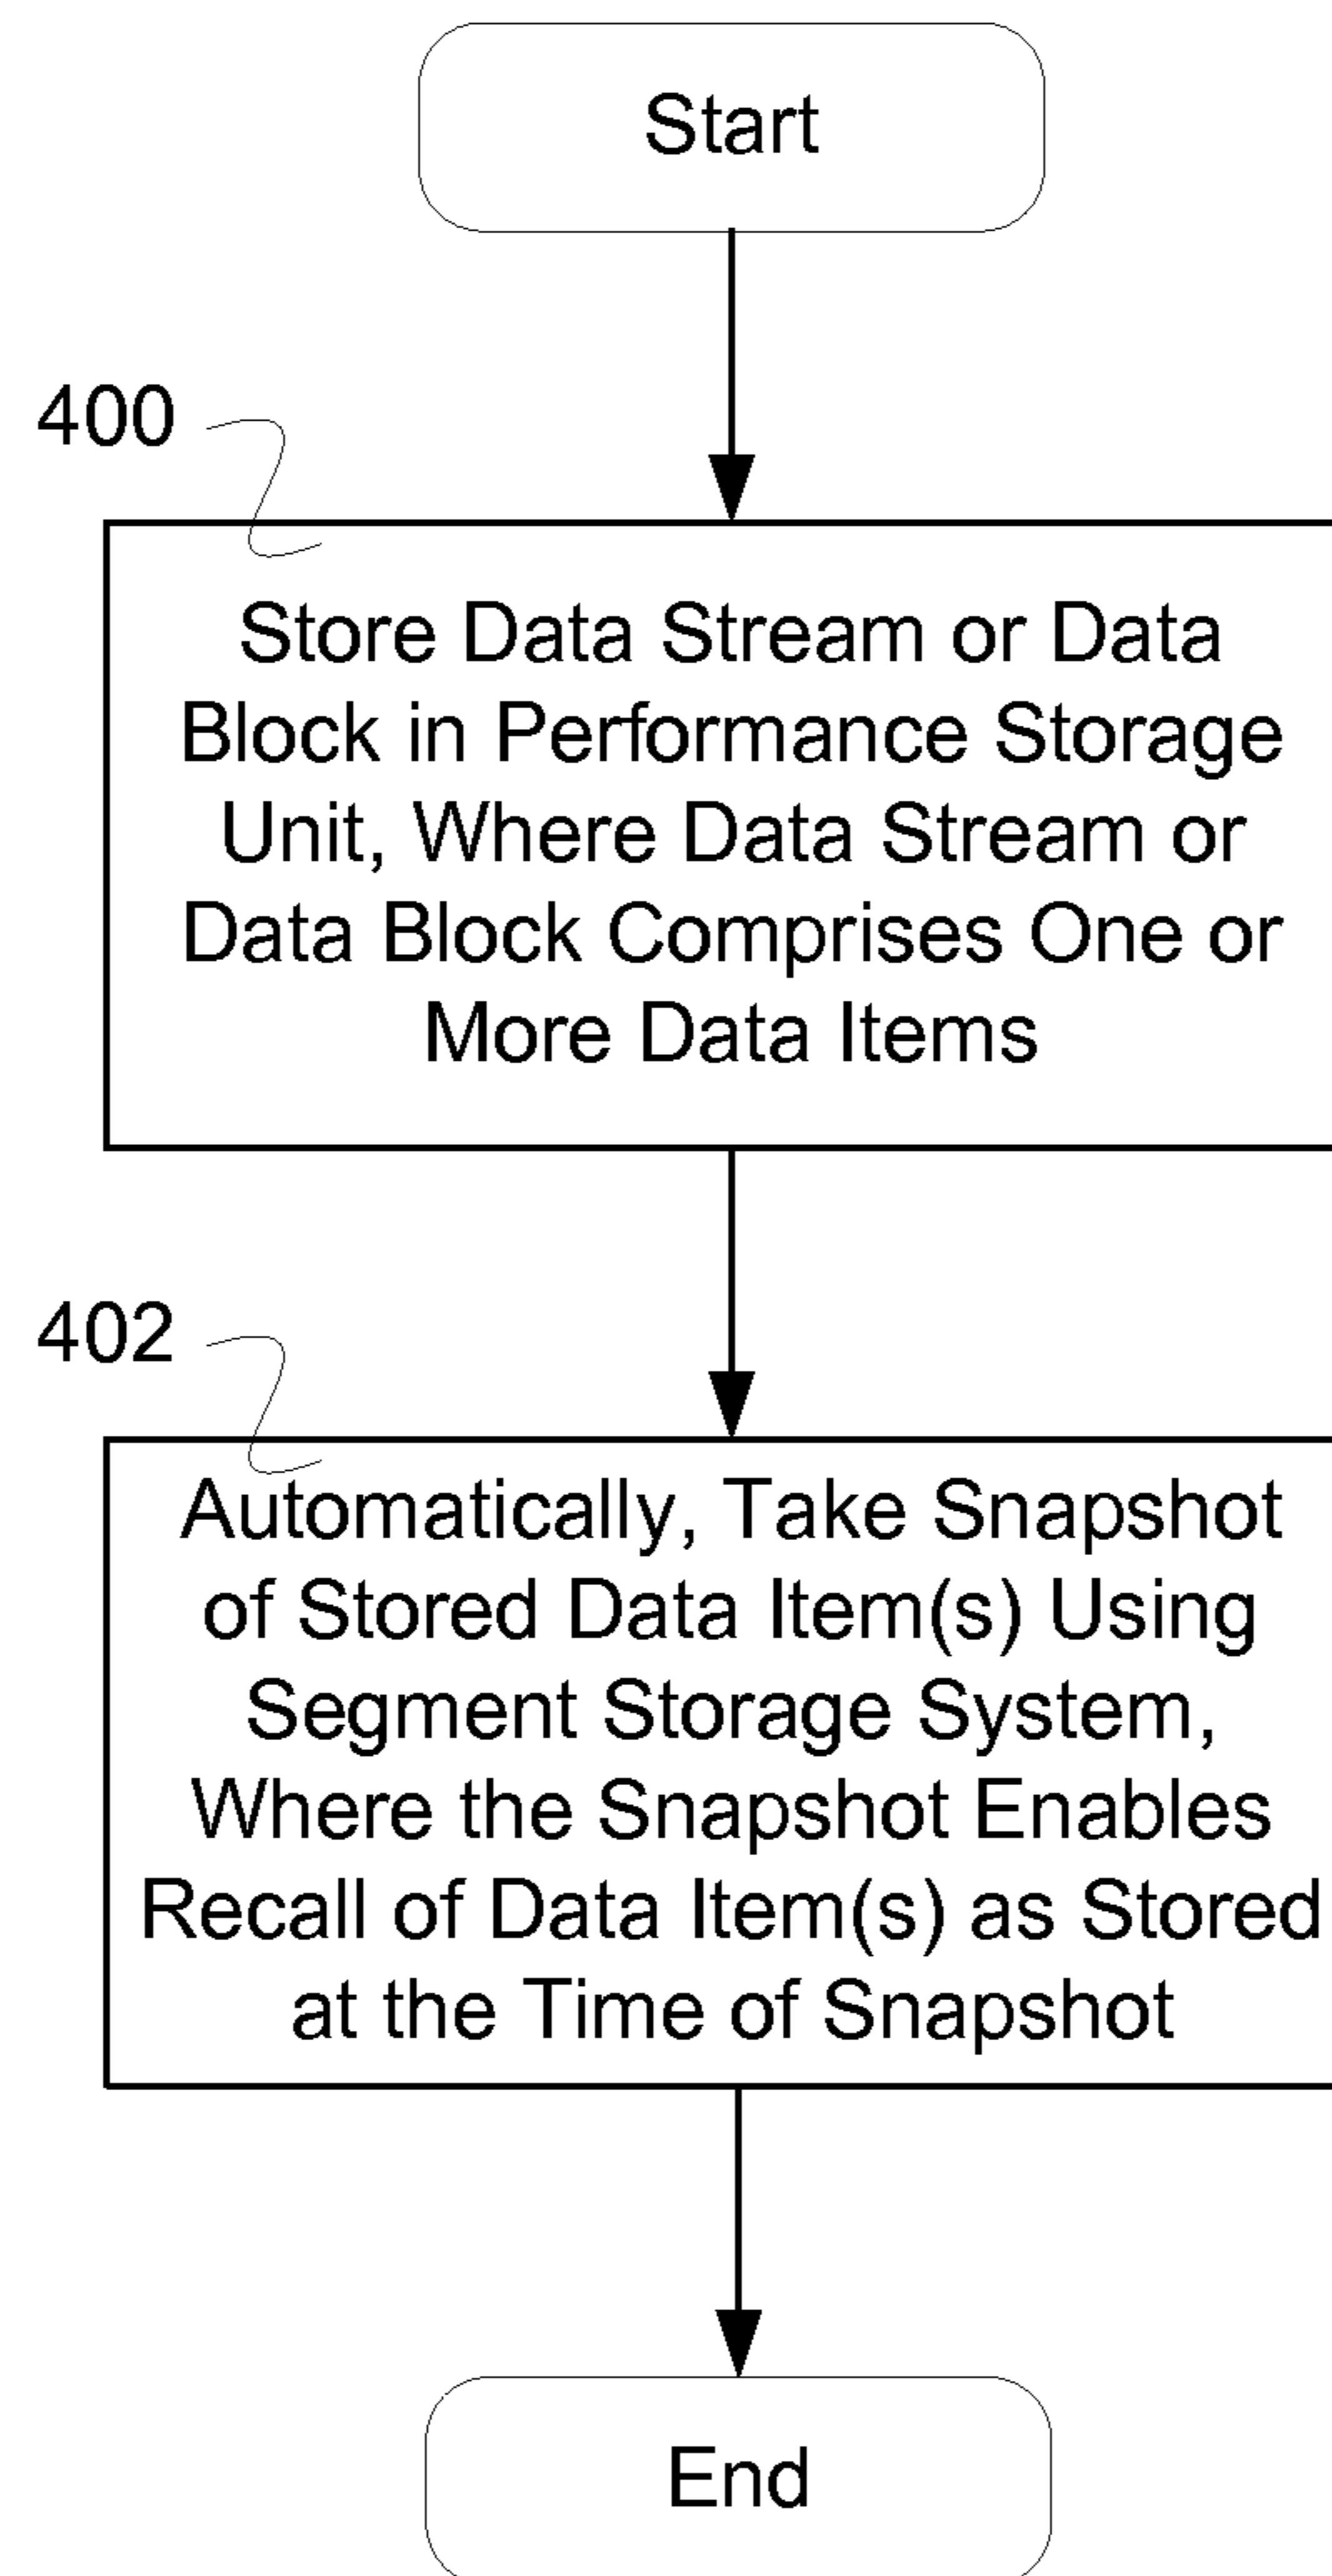 Start
400
Store Data Stream or Data
Block in Performance Storage
Unit, Where Data Stream or
Data Block Comprises One or
More Data Items
402
Automatically, Take Snapshot
of Stored Data Item(s) Using
Segment Storage System,
Where the Snapshot Enables
Recall of Data Item(s) as Stored
at the Time of Snapshot
End